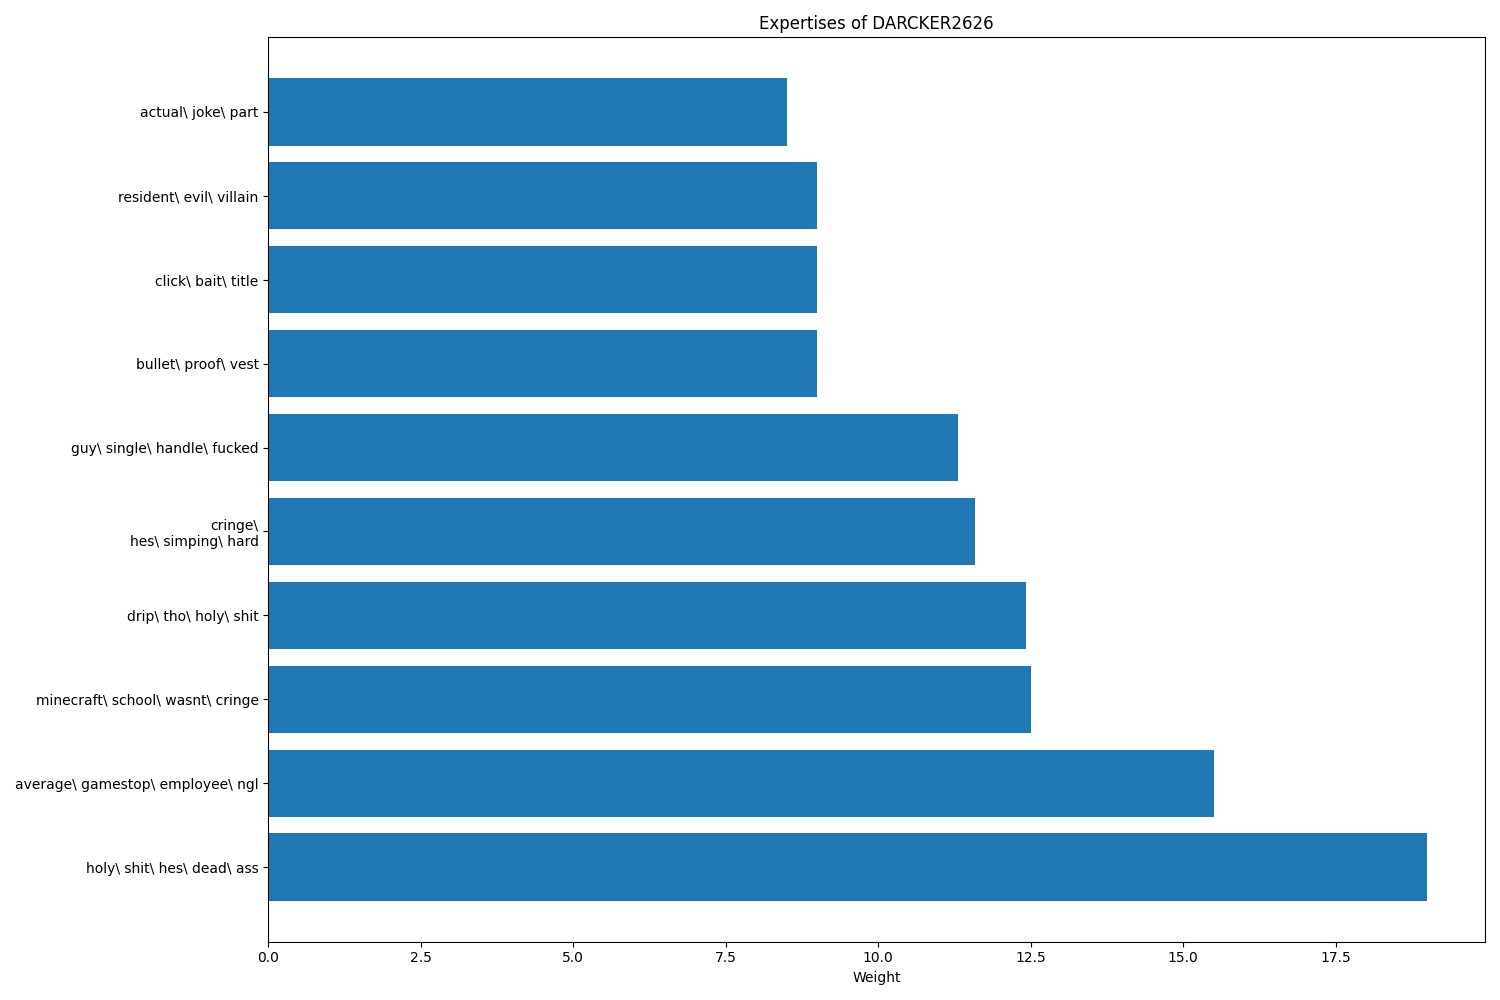 Expertises of DARCKER2626
actual\ joke\ part
resident\ evil\ villain
click\ bait\ title
bullet\ proof\ vest
guy\ single\ handle\ fucked
cringe\
hes\ simping\ hard
drip\ tho\ holy\ shit
minecraft\ school\ wasnt\ cringe
average\ gamestop\ employee\ ngl
holy\ shit\ hes\ dead\ ass
0.0 2.5 5.0 7.5 10.0 12.5 15.0 17.5
Weight